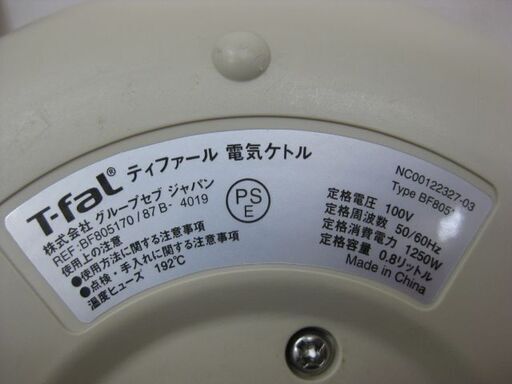 T-faL® ティファール 電気ケトル
株式会社 グループセブ ジャパン
REF:BF805170/87B- 4019
使用上の注意
●使用方法に関する注意事項
●点検・手入れに関する注意事項
温度ヒューズ 192℃
PS
E
NC00122327-03
Type BF805
定格電圧 100V
定格周波数 50/60Hz
定格消費電力 1250W
定格容量 0.8リットル
Made in China